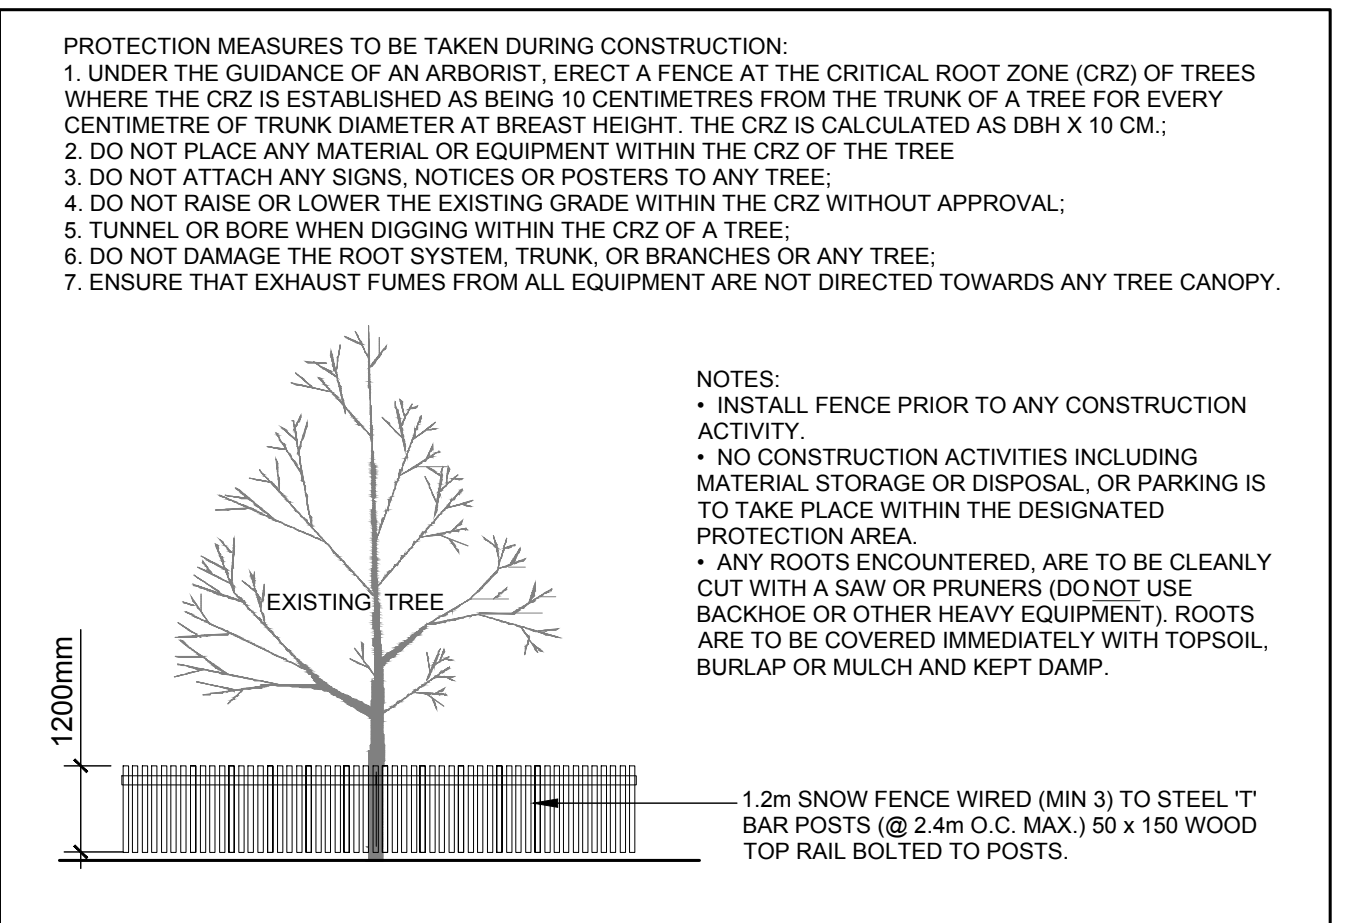 PROTECTION MEASURES TO BE TAKEN DURING CONSTRUCTION:
1. UNDER THE GUIDANCE OF AN ARBORIST, ERECT A FENCE AT THE CRITICAL ROOT ZONE (CRZ) OF TREES
WHERE THE CRZ IS ESTABLISHED AS BEING 10 CENTIMETRES FROM THE TRUNK OF A TREE FOR EVERY
CENTIMETRE OF TRUNK DIAMETER AT BREAST HEIGHT. THE CRZ IS CALCULATED AS DBH X 10 CM.;
2. DO NOT PLACE ANY MATERIAL OR EQUIPMENT WITHIN THE CRZ OF THE TREE
3. DO NOT ATTACH ANY SIGNS, NOTICES OR POSTERS TO ANY TREE;
4. DO NOT RAISE OR LOWER THE EXISTING GRADE WITHIN THE CRZ WITHOUT APPROVAL;
5. TUNNEL OR BORE WHEN DIGGING WITHIN THE CRZ OF A TREE;
6. DO NOT DAMAGE THE ROOT SYSTEM, TRUNK, OR BRANCHES OR ANY TREE;
7. ENSURE THAT EXHAUST FUMES FROM ALL EQUIPMENT ARE NOT DIRECTED TOWARDS ANY TREE CANOPY.
NOTES:
• INSTALL FENCE PRIOR TO ANY CONSTRUCTION
ACTIVITY.
• NO CONSTRUCTION ACTIVITIES INCLUDING
MATERIAL STORAGE OR DISPOSAL, OR PARKING IS
TO TAKE PLACE WITHIN THE DESIGNATED
PROTECTION AREA.
• ANY ROOTS ENCOUNTERED, ARE TO BE CLEANLY
CUT WITH A SAW OR PRUNERS (DO NOT USE
BACKHOE OR OTHER HEAVY EQUIPMENT). ROOTS
ARE TO BE COVERED IMMEDIATELY WITH TOPSOIL,
BURLAP OR MULCH AND KEPT DAMP.
EXISTING TREE
1200mm
1.2m SNOW FENCE WIRED (MIN 3) TO STEEL 'T'
BAR POSTS (@ 2.4m O.C. MAX.) 50 x 150 WOOD
TOP RAIL BOLTED TO POSTS.